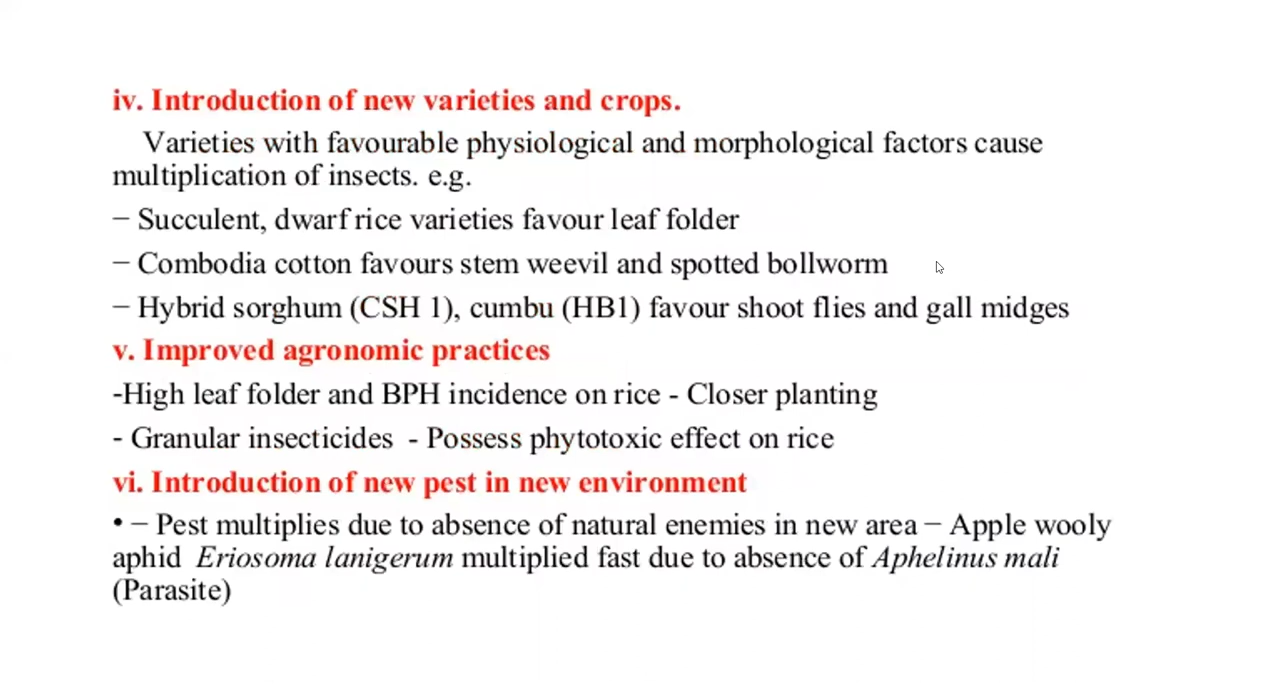 iv. Introduction of new varieties and crops.
Varieties with favourable physiological and morphological factors cause
multiplication of insects. e.g.
− Succulent, dwarf rice varieties favour leaf folder
− Combodia cotton favours stem weevil and spotted bollworm
− Hybrid sorghum (CSH 1), cumbu (HB1) favour shoot flies and gall midges
v. Improved agronomic practices
-High leaf folder and BPH incidence on rice - Closer planting
- Granular insecticides - Possess phytotoxic effect on rice
vi. Introduction of new pest in new environment
• − Pest multiplies due to absence of natural enemies in new area − Apple wooly
aphid Eriosoma lanigerum multiplied fast due to absence of Aphelinus mali
(Parasite)